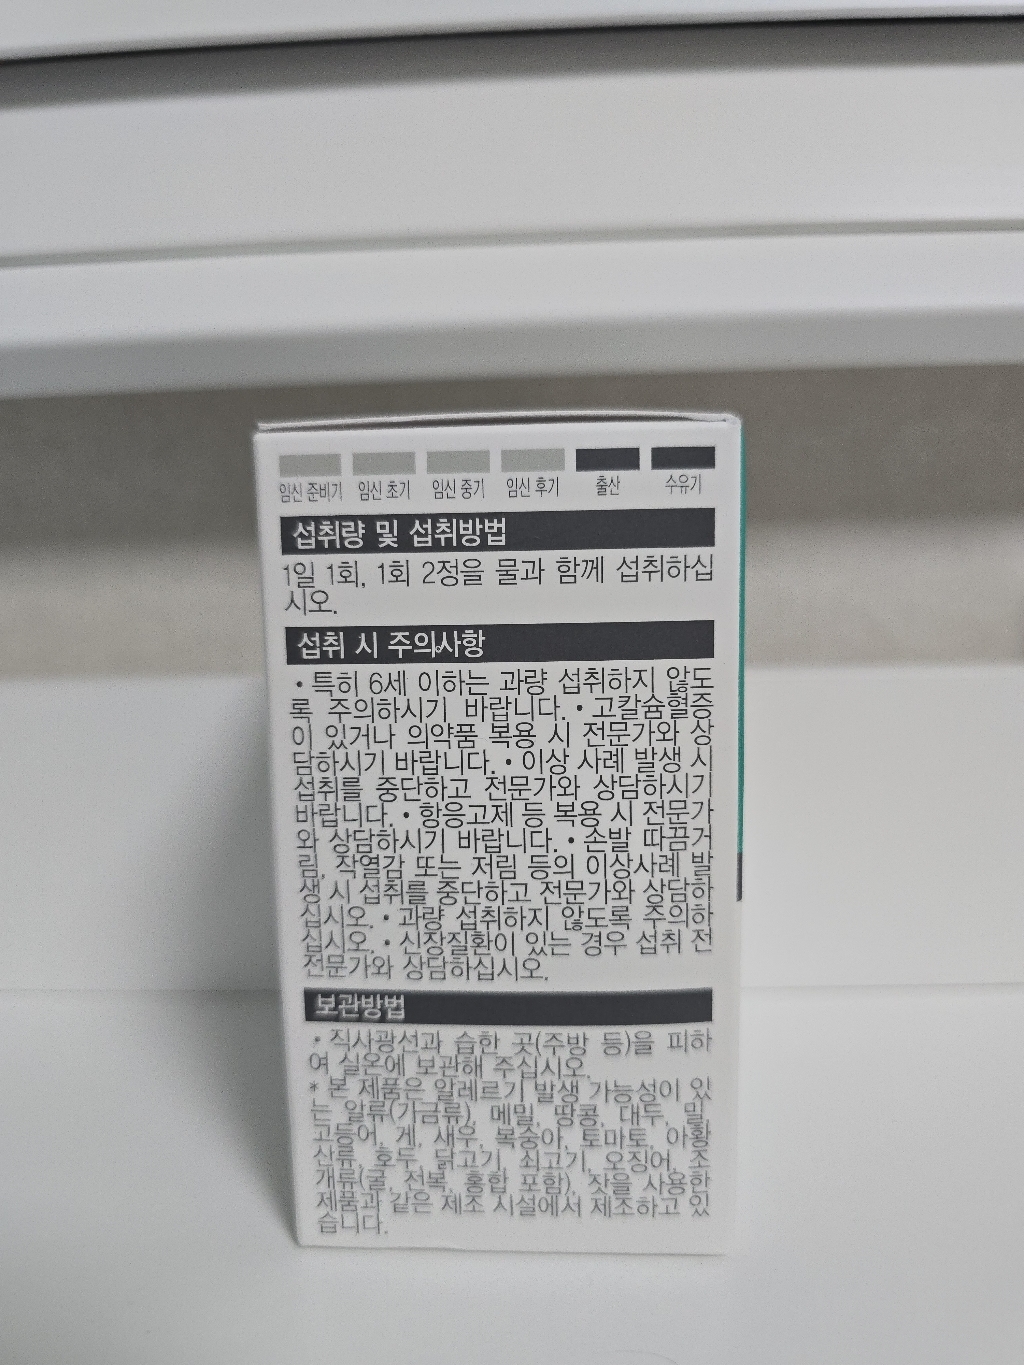 임신 준비기 임신 초기 임신 중기 임신 후기 출산 수유기
섭취량 및 섭취방법
1일 1회, 1회 2정을 물과 함께 섭취하십
시오.
섭취 시 주의사항
• 특히 6세 이하는 과량 섭취하지 않도
록 주의하시기 바랍니다. • 고칼슘혈증
이 있거나 의약품 복용 시 전문가와 상
담하시기 바랍니다. • 이상 사례 발생 시
섭취를 중단하고 전문가와 상담하시기
바랍니다. • 항응고제 등 복용 시 전문가
와 상담하시기 바랍니다. • 손발 따끔거
림, 작열감 또는 저림 등의 이상사례 발
생 시 섭취를 중단하고 전문가와 상담하
십시오. • 과량 섭취하지 않도록 주의하
십시오. • 신장질환이 있는 경우 섭취 전
전문가와 상담하십시오.
보관방법
• 직사광선과 습한 곳(주방 등)을 피하
여 실온에 보관해 주십시오.
* 본 제품은 알레르기 발생 가능성이 있
는 알류(가금류), 메밀, 땅콩, 대두, 밀,
고등어, 게, 새우, 복숭아, 토마토, 아황
산류, 호두, 닭고기, 쇠고기, 오징어, 조
개류(굴, 전복, 홍합 포함), 잣을 사용한
제품과 같은 제조 시설에서 제조하고 있
습니다.